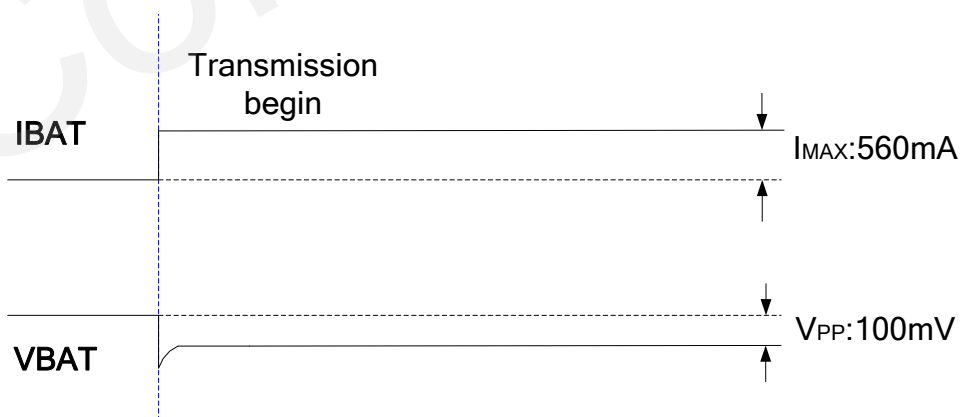 Transmission
begin
IBAT
IMAX:560mA
VPP:100mV
VBAT